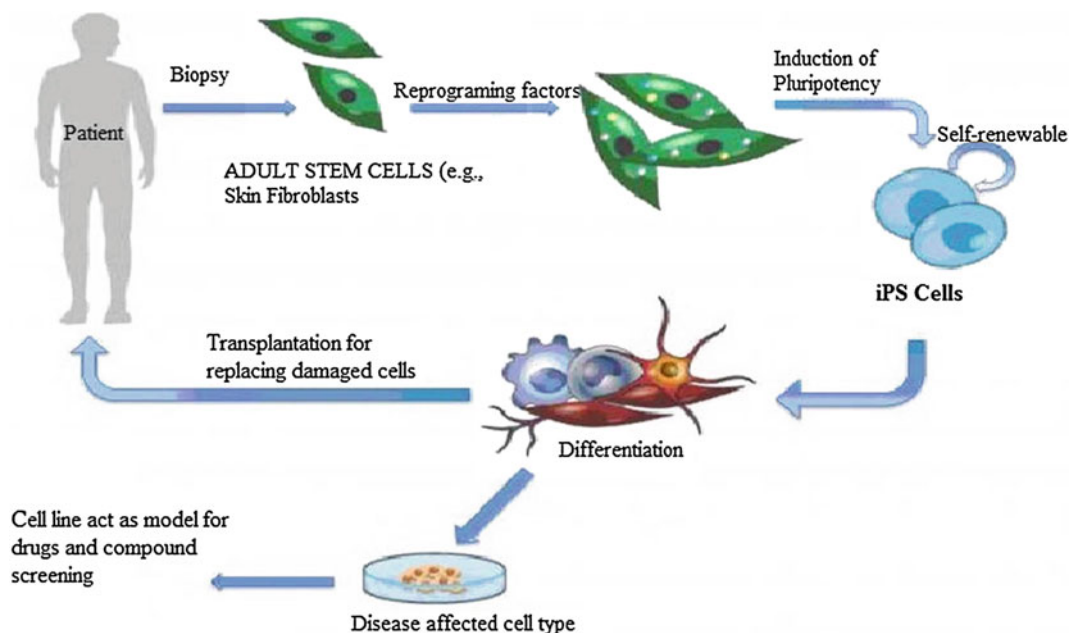 Biopsy
Patient
ADULT STEM CELLS (e.g.,
Skin Fibroblasts
Reprograming factors
Induction of
Pluripotency
Self-renewable
iPS Cells
Transplantation for
replacing damaged cells
Differentiation
Cell line act as model for
drugs and compound
screening
Disease affected cell type